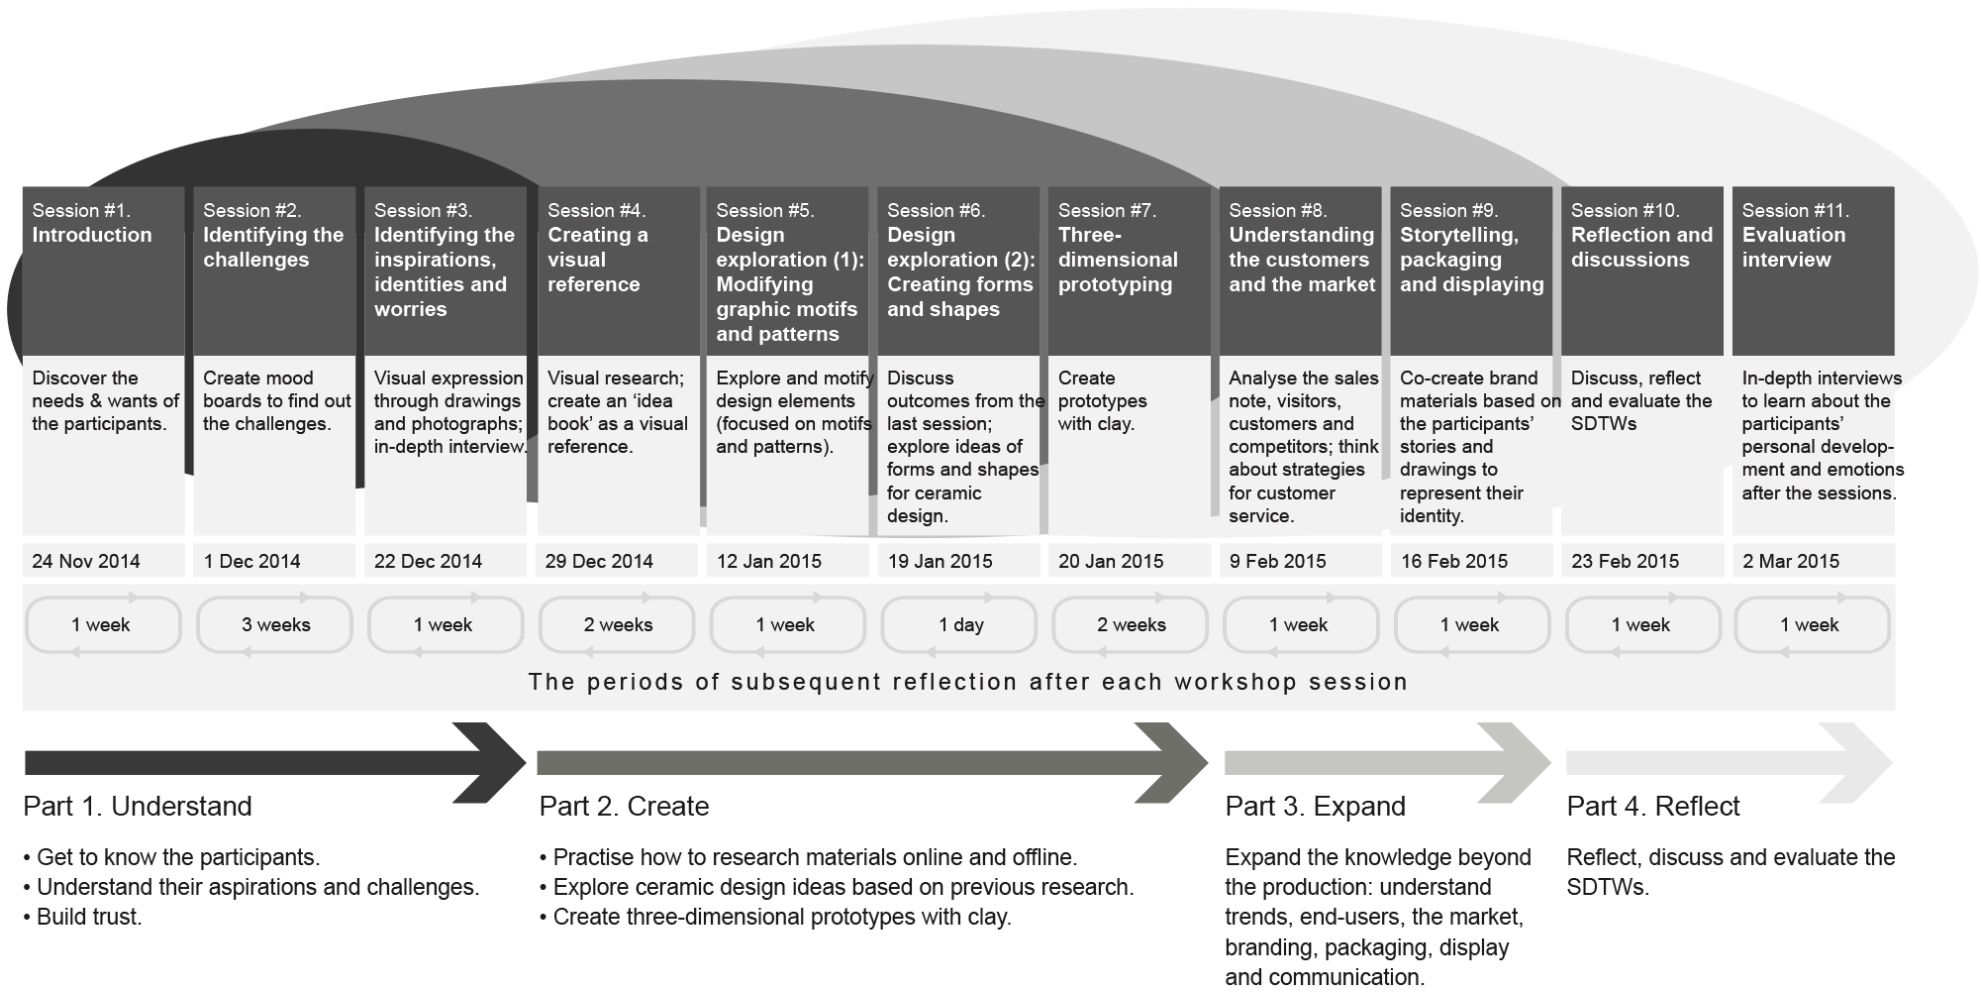 Session #1.
Introduction
Discover the
needs & wants of
the participants.
24 Nov 2014
1 week
Session #2.
Identifying the
challenges
Create mood
boards to find out
the challenges.
1 Dec 2014
3 weeks
Session #3.
Identifying the
inspirations,
identities and
worries
Visual expression
through drawings
and photographs;
in-depth interview.
22 Dec 2014
1 week
Session #4.
Creating a
visual
reference
Visual research;
create an ‘idea
book’ as a visual
reference.
29 Dec 2014
2 weeks
Session #5.
Design
exploration (1):
Modifying
graphic motifs
and patterns
Explore and motify
design elements
(focused on motifs
and patterns).
12 Jan 2015
1 week
Session #6.
Design
exploration (2):
Creating forms
and shapes
Discuss
outcomes from the
last session;
explore ideas of
forms and shapes
for ceramic
design.
19 Jan 2015
1 day
Session #7.
Three-
dimensional
prototyping
Create
prototypes
with clay.
20 Jan 2015
2 weeks
Session #8.
Understanding
the customers
and the market
Analyse the sales
note, visitors,
customers and
competitors; think
about strategies
for customer
service.
9 Feb 2015
1 week
Session #9.
Storytelling,
packaging
and displaying
Co-create brand
materials based on
the participants’
stories and
drawings to
represent their
identity.
16 Feb 2015
1 week
Session #10.
Reflection and
discussions
Discuss, reflect
and evaluate the
SDTWs
23 Feb 2015
1 week
Session #11.
Evaluation
interview
In-depth interviews
to learn about the
participants’
personal develop-
ment and emotions
after the sessions.
2 Mar 2015
1 week
The periods of subsequent reflection after each workshop session
Part 1. Understand
• Get to know the participants.
• Understand their aspirations and challenges.
• Build trust.
Part 2. Create
• Practise how to research materials online and offline.
• Explore ceramic design ideas based on previous research.
• Create three-dimensional prototypes with clay.
Part 3. Expand
Expand the knowledge beyond
the production: understand
trends, end-users, the market,
branding, packaging, display
and communication.
Part 4. Reflect
Reflect, discuss and evaluate the
SDTWs.